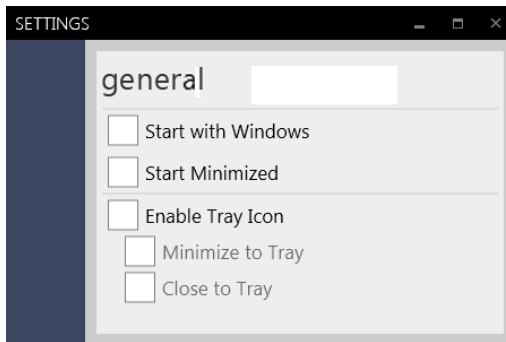 SETTINGS
general
Start with Windows
Start Minimized
Enable Tray Icon
Minimize to Tray
Close to Tray